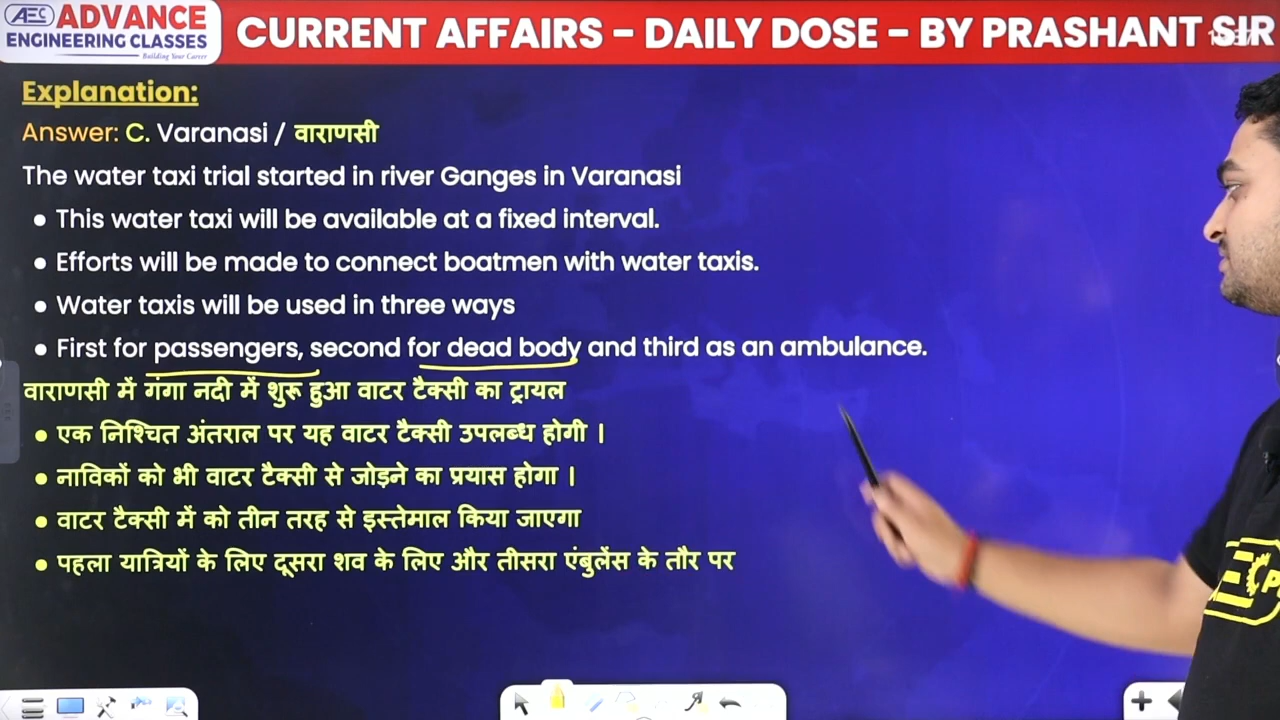 AEC ADVANCE
ENGINEERING CLASSES
Building Your Career
CURRENT AFFAIRS – DAILY DOSE – BY PRASHANT SIR
Explanation:
Answer: C. Varanasi / वाराणसी
The water taxi trial started in river Ganges in Varanasi
• This water taxi will be available at a fixed interval.
• Efforts will be made to connect boatmen with water taxis.
• Water taxis will be used in three ways
• First for passengers, second for dead body and third as an ambulance.
वाराणसी में गंगा नदी में शुरू हुआ वाटर टैक्सी का ट्रायल
• एक निश्चित अंतराल पर यह वाटर टैक्सी उपलब्ध होगी ।
• नाविकों को भी वाटर टैक्सी से जोड़ने का प्रयास होगा ।
• वाटर टैक्सी में को तीन तरह से इस्तेमाल किया जाएगा
• पहला यात्रियों के लिए दूसरा शव के लिए और तीसरा एंबुलेंस के तौर पर